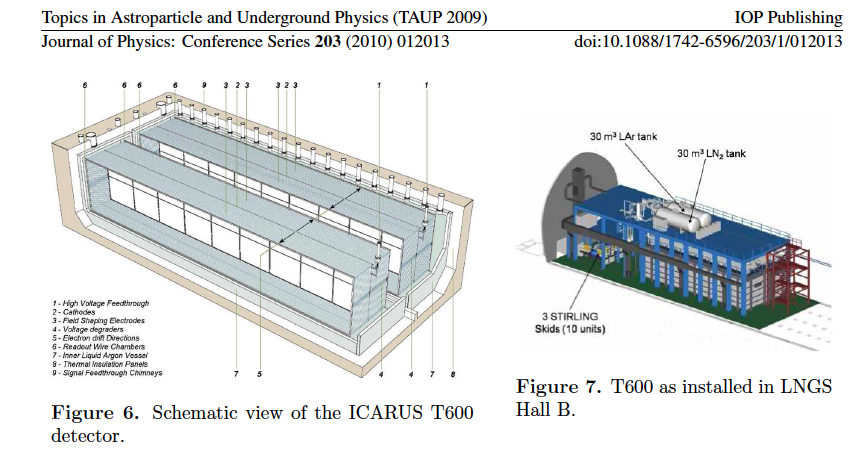 Topics in Astroparticle and Underground Physics (TAUP 2009)
IOP Publishing
Journal of Physics: Conference Series 203 (2010) 012013
doi:10.1088/1742-6596/203/1/012013
6 6 6 6 9 3 2 3 3 2 3 1 1
1 - High Voltage Feedthrough
2 - Cathodes
3 - Field Shaping Electrodes
4 - Voltage degraders
5 - Electron drift Directions
6 - Readout Wire Chambers
7 - Inner Liquid Argon Vessel
8 - Thermal Insulation Panels
9 - Signal Feedthrough Chimneys
7 5 4 4 7 8
Figure 6. Schematic view of the ICARUS T600
detector.
30 m³ LAr tank
30 m³ LN₂ tank
3 STIRLING
Skids (10 units)
Figure 7. T600 as installed in LNGS
Hall B.